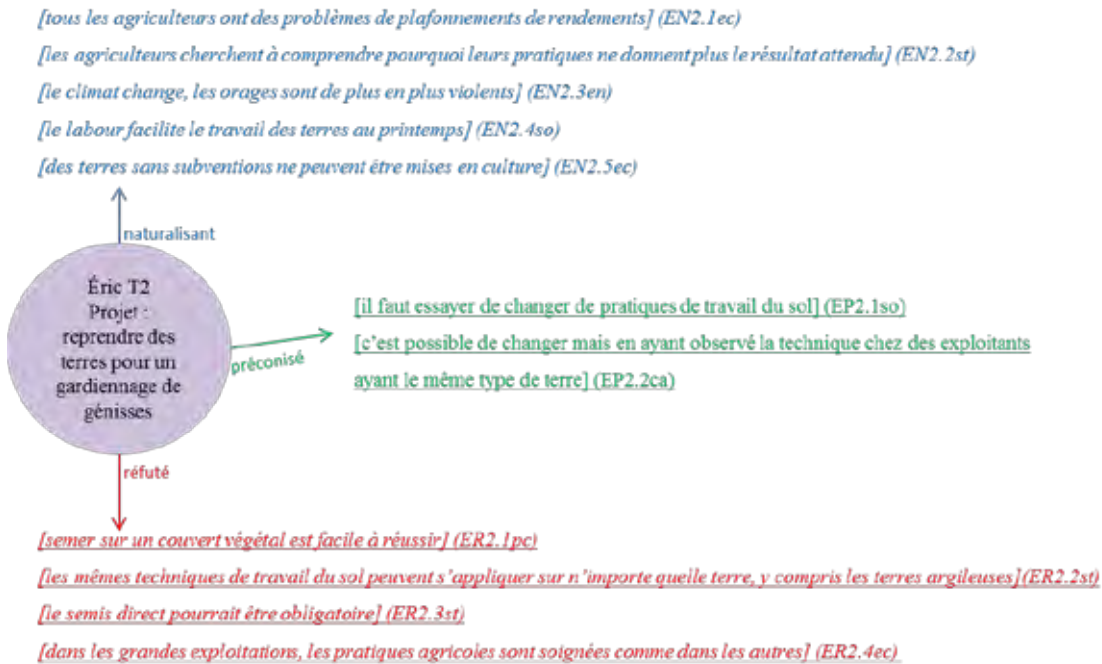 [tous les agriculteurs ont des problèmes de plafonnements de rendements] (EN2.1ec)
[les agriculteurs cherchent à comprendre pourquoi leurs pratiques ne donnent plus le résultat attendu] (EN2.2st)
[le climat change, les orages sont de plus en plus violents] (EN2.3en)
[le labour facilite le travail des terres au printemps] (EN2.4so)
[des terres sans subventions ne peuvent être mises en culture] (EN2.5ec)
naturalisant
Éric T2
Projet :
reprendre des
terres pour un
gardiennage de
génisses
préconisé
[il faut essayer de changer de pratiques de travail du sol] (EP2.1so)
[c'est possible de changer mais en ayant observé la technique chez des exploitants
ayant le même type de terre] (EP2.2ca)
réfuté
[semer sur un couvert végétal est facile à réussir] (ER2.1pc)
[les mêmes techniques de travail du sol peuvent s'appliquer sur n'importe quelle terre, y compris les terres argileuses](ER2.2st)
[le semis direct pourrait être obligatoire] (ER2.3st)
[dans les grandes exploitations, les pratiques agricoles sont soignées comme dans les autres] (ER2.4ec)